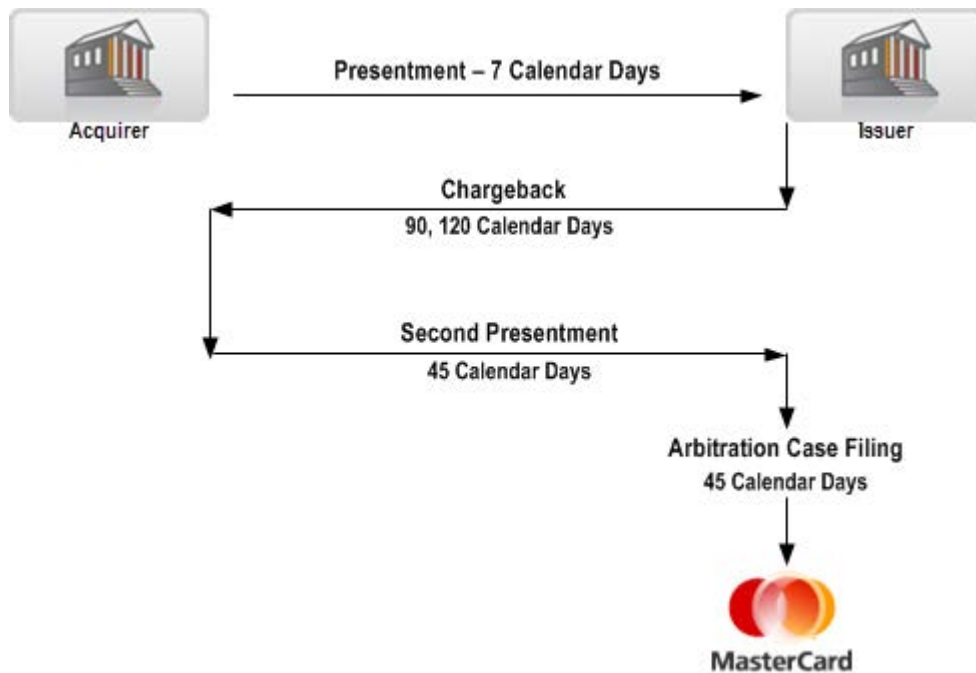 Presentment – 7 Calendar Days
Acquirer
Issuer
Chargeback
90, 120 Calendar Days
Second Presentment
45 Calendar Days
Arbitration Case Filing
45 Calendar Days
MasterCard